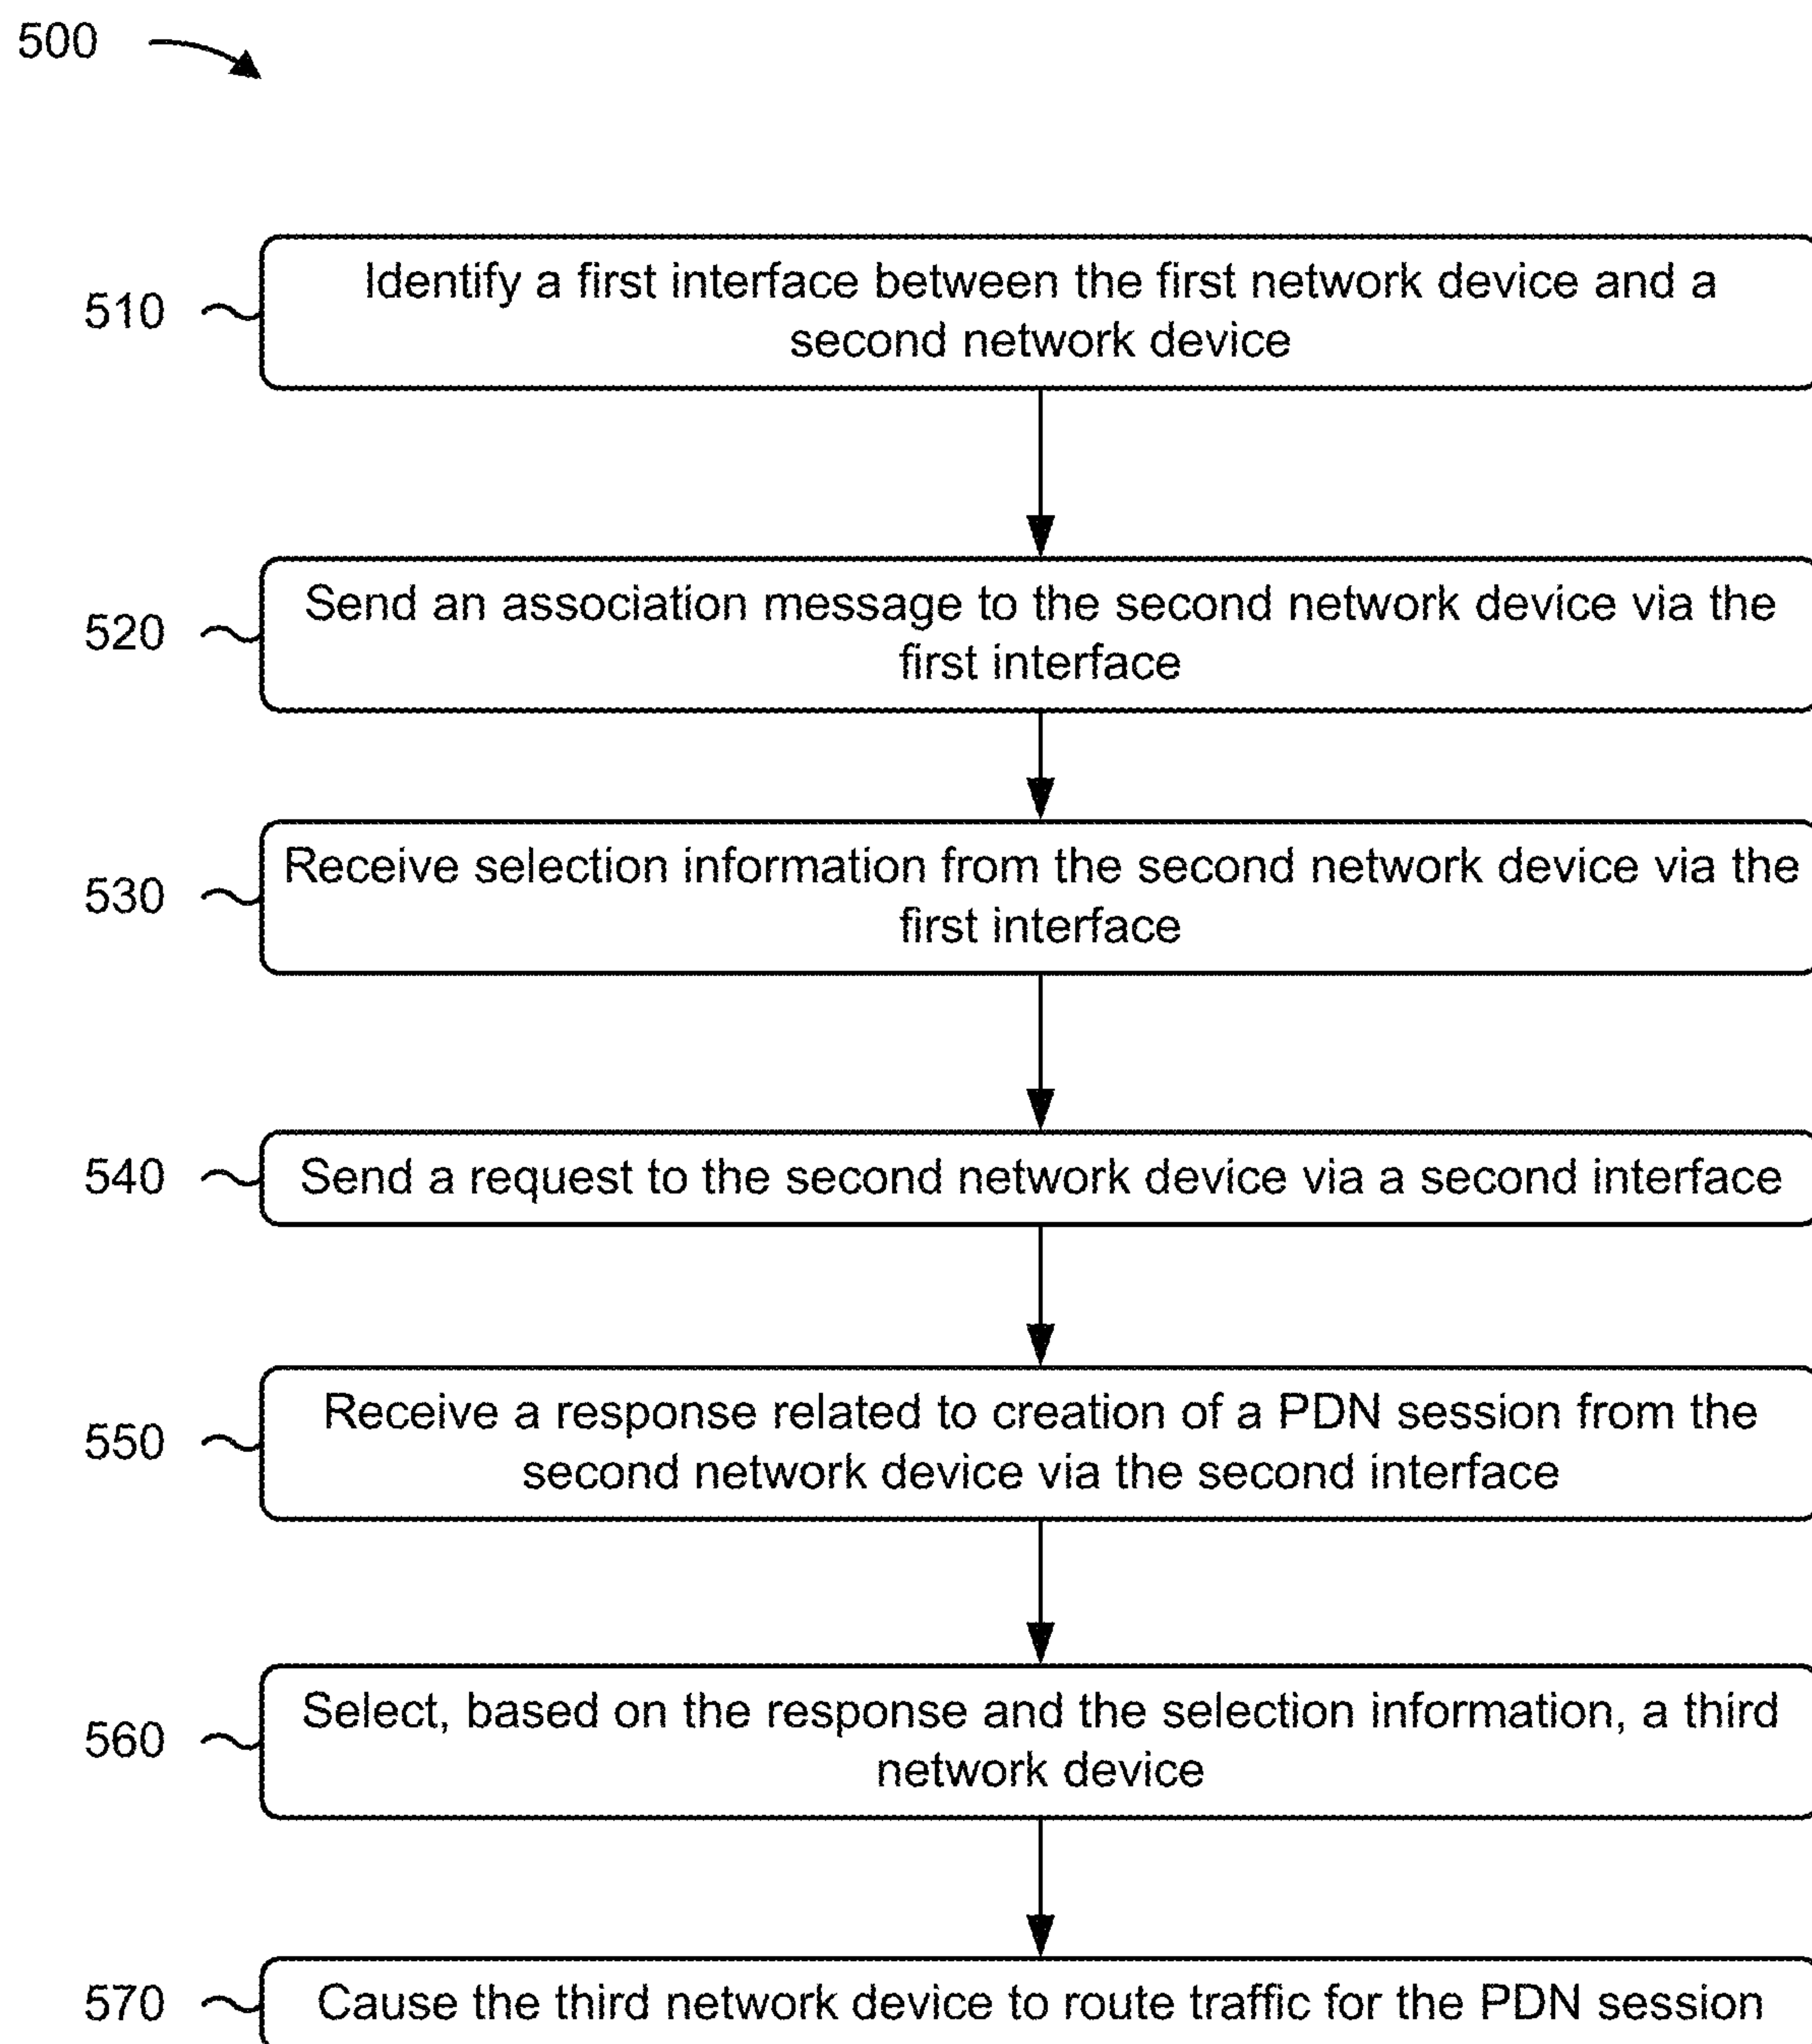 500
510
Identify a first interface between the first network device and a
second network device
520
Send an association message to the second network device via the
first interface
530
Receive selection information from the second network device via the
first interface
540
Send a request to the second network device via a second interface
550
Receive a response related to creation of a PDN session from the
second network device via the second interface
560
Select, based on the response and the selection information, a third
network device
570
Cause the third network device to route traffic for the PDN session